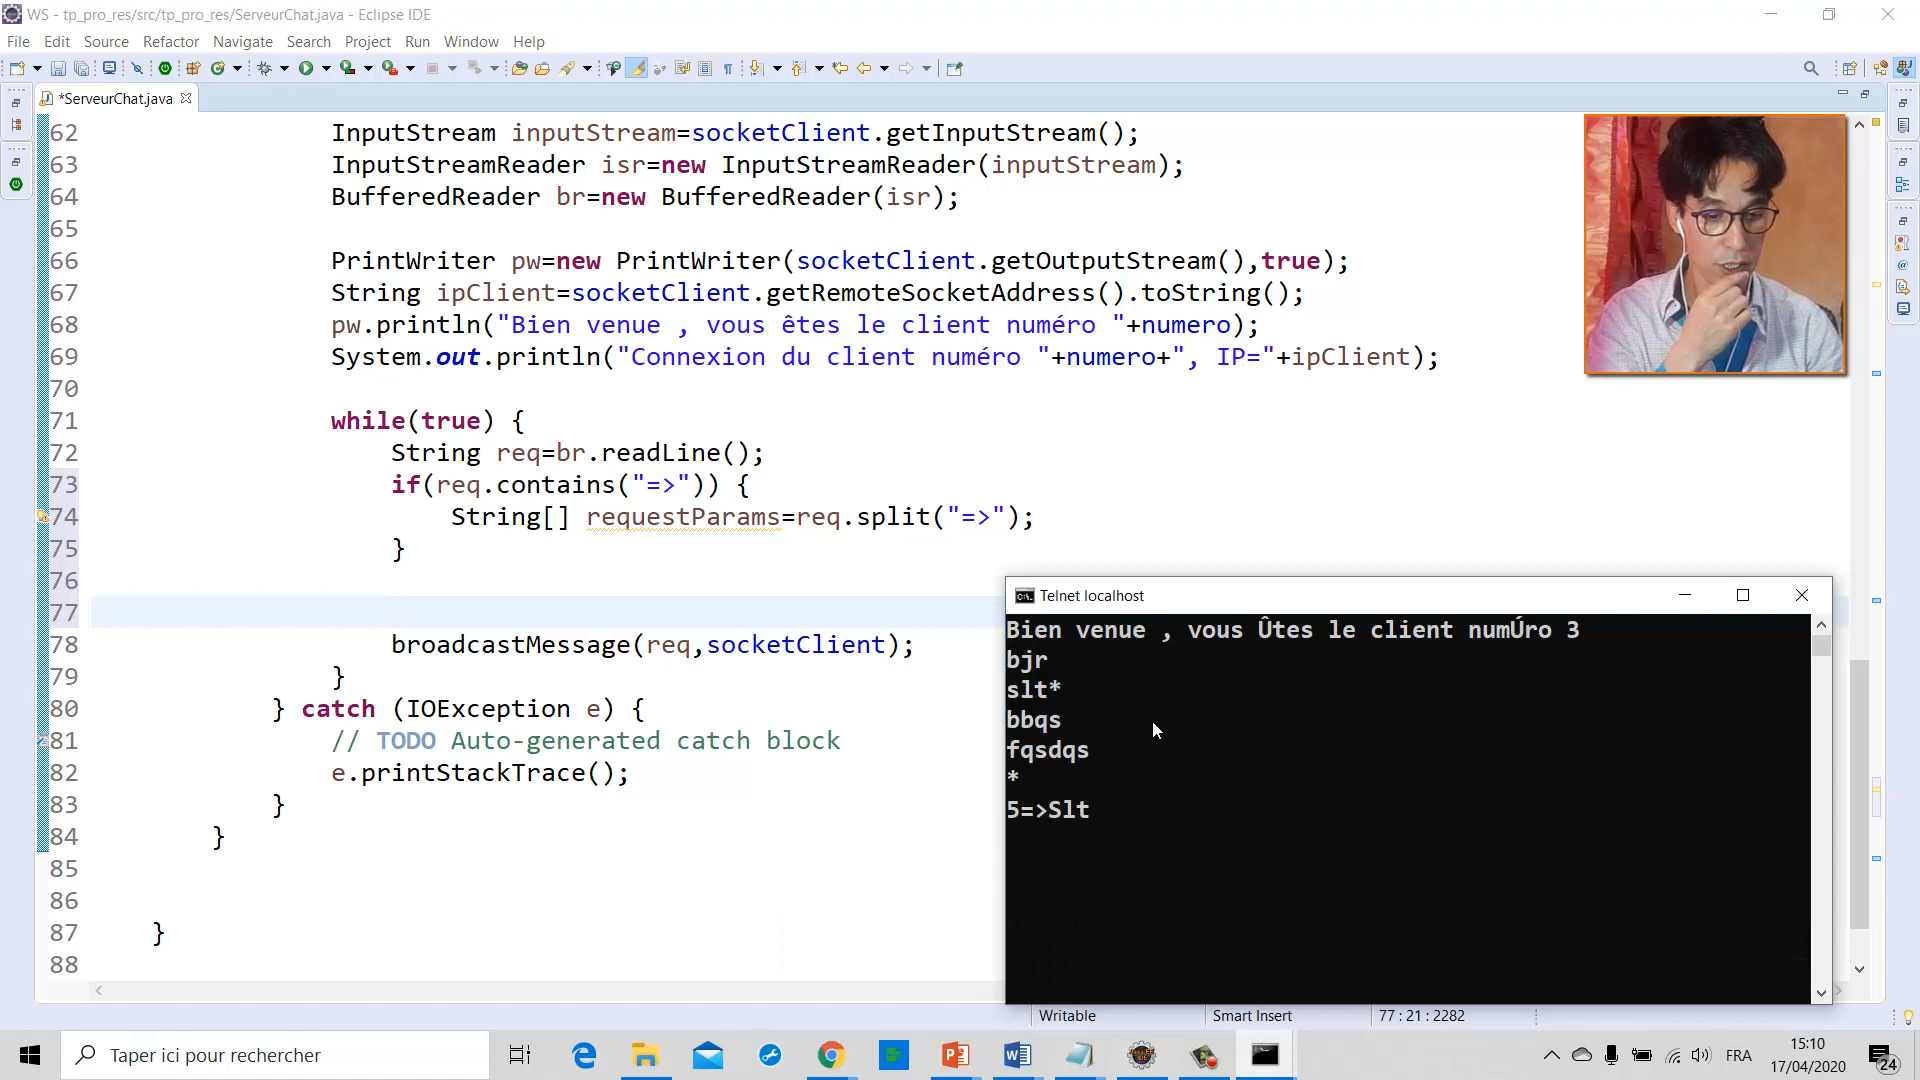 WS - tp_pro_res/src/tp_pro_res/ServeurChat.java - Eclipse IDE
File Edit Source Refactor Navigate Search Project Run Window Help
*ServeurChat.java
62 InputStream inputStream=socketClient.getInputStream();
63 InputStreamReader isr=new InputStreamReader(inputStream);
64 BufferedReader br=new BufferedReader(isr);
65
66 PrintWriter pw=new PrintWriter(socketClient.getOutputStream(),true);
67 String ipClient=socketClient.getRemoteSocketAddress().toString();
68 pw.println("Bien venue , vous êtes le client numéro "+numero);
69 System.out.println("Connexion du client numéro "+numero+", IP="+ipClient);
70
71 while(true) {
72 String req=br.readLine();
73 if(req.contains("=>")) {
74 String[] requestParams=req.split("=>");
75 }
76
77
78 broadcastMessage(req,socketClient);
79 }
80 } catch (IOException e) {
81 // TODO Auto-generated catch block
82 e.printStackTrace();
83 }
84 }
85
86
87 }
88
Telnet localhost
Bien venue , vous Ûtes le client numÚro 3
bjr
slt*
bbqs
fqsdqs
*
5=>Slt
Writable Smart Insert 77 : 21 : 2282
Taper ici pour rechercher
FRA
15:10
17/04/2020
24